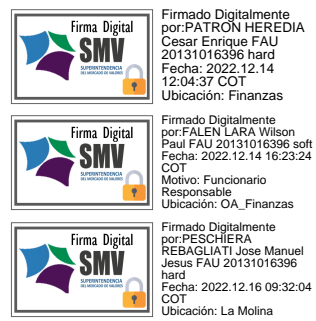 Firma Digital
SMV
SUPERINTENDENCIA
DEL MERCADO DE VALORES
Firmado Digitalmente
por:PATRON HEREDIA
Cesar Enrique FAU
20131016396 hard
Fecha: 2022.12.14
12:04:37 COT
Ubicación: Finanzas
Firma Digital
SMV
SUPERINTENDENCIA
DEL MERCADO DE VALORES
Firmado Digitalmente
por:FALEN LARA Wilson
Paul FAU 20131016396 soft
Fecha: 2022.12.14 16:23:24
COT
Motivo: Funcionario
Responsable
Ubicación: OA_Finanzas
Firma Digital
SMV
SUPERINTENDENCIA
DEL MERCADO DE VALORES
Firmado Digitalmente
por:PESCHIERA
REBAGLIATI Jose Manuel
Jesus FAU 20131016396
hard
Fecha: 2022.12.16 09:32:04
COT
Ubicación: La Molina